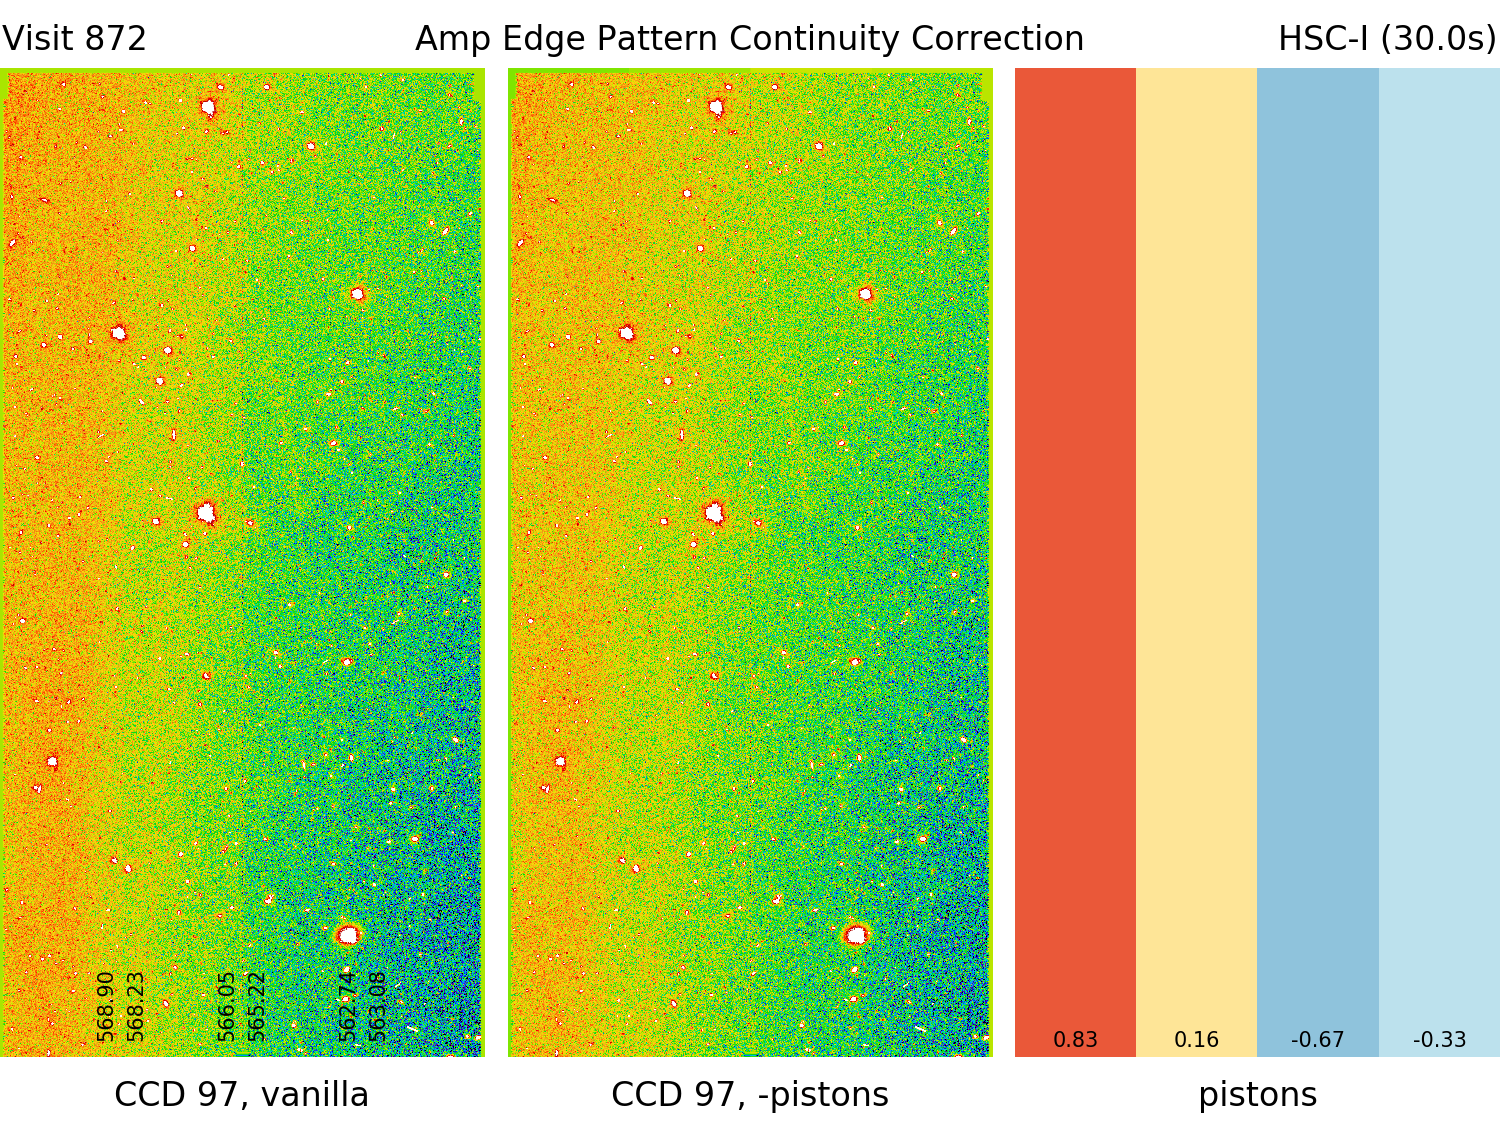 Visit 872
Amp Edge Pattern Continuity Correction
HSC-I (30.0s)
568.90
568.23
566.05
565.22
562.74
563.08
0.83
0.16
-0.67
-0.33
CCD 97, vanilla
CCD 97, -pistons
pistons